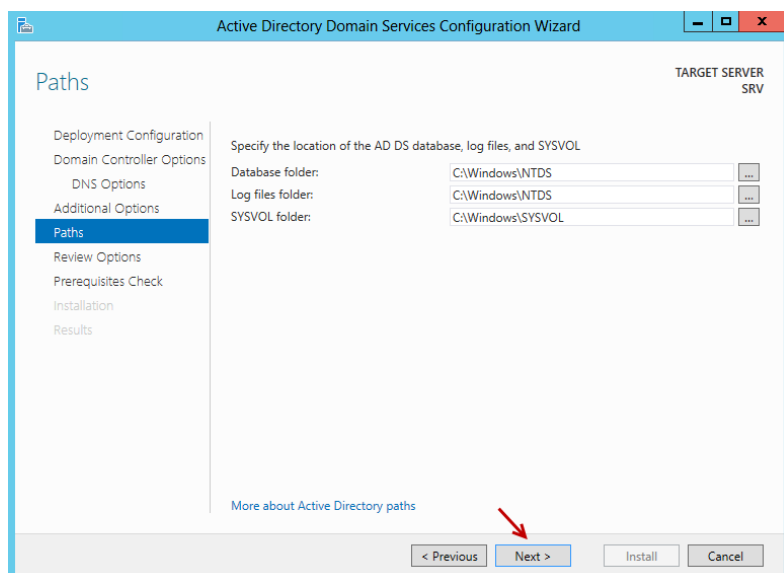 Active Directory Domain Services Configuration Wizard
Paths
TARGET SERVER
SRV
Deployment Configuration
Domain Controller Options
DNS Options
Additional Options
Paths
Review Options
Prerequisites Check
Installation
Results
Specify the location of the AD DS database, log files, and SYSVOL
Database folder: C:\Windows\NTDS ...
Log files folder: C:\Windows\NTDS ...
SYSVOL folder: C:\Windows\SYSVOL ...
More about Active Directory paths
< Previous Next > Install Cancel